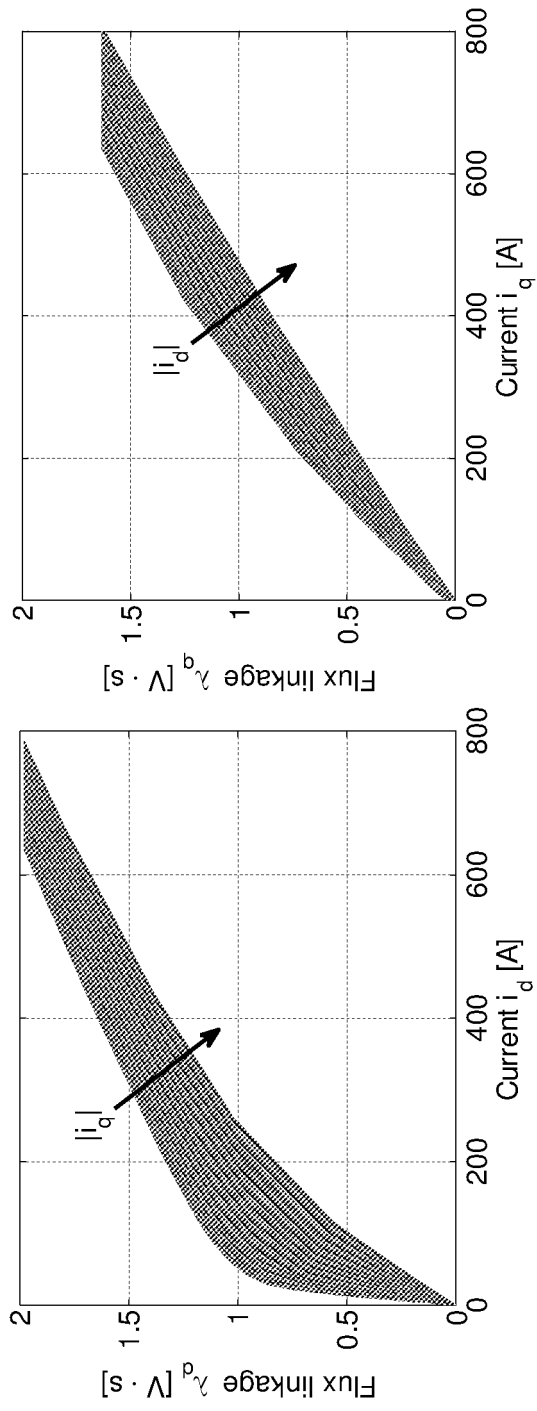 Flux linkage λd [V · s]
2
1.5
1
0.5
0
0 200 400 600 800
|iq|
Current id [A]
Flux linkage λq [V · s]
2
1.5
1
0.5
0
0 200 400 600 800
|id|
Current iq [A]